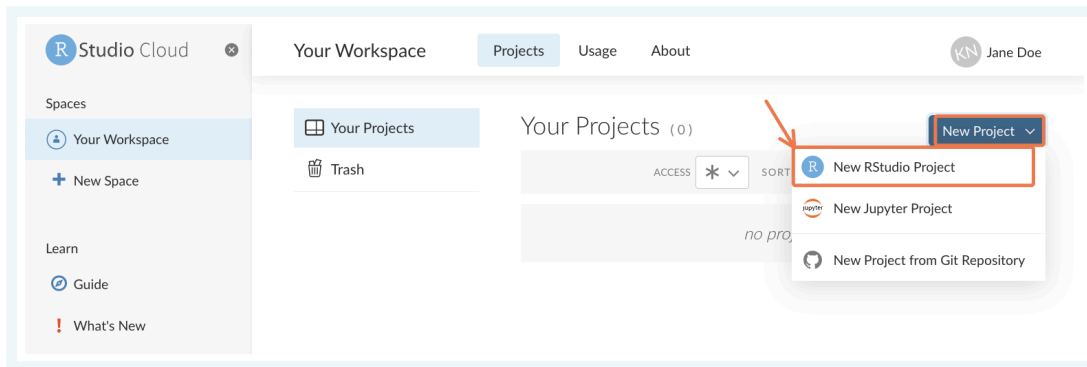 R Studio Cloud
Your Workspace
Projects
Usage
About
KN
Jane Doe
Spaces
Your Workspace
New Space
Learn
Guide
What's New
Your Projects
Trash
Your Projects (0)
New Project
ACCESS
SORT
no proj
R New RStudio Project
jupyter New Jupyter Project
New Project from Git Repository